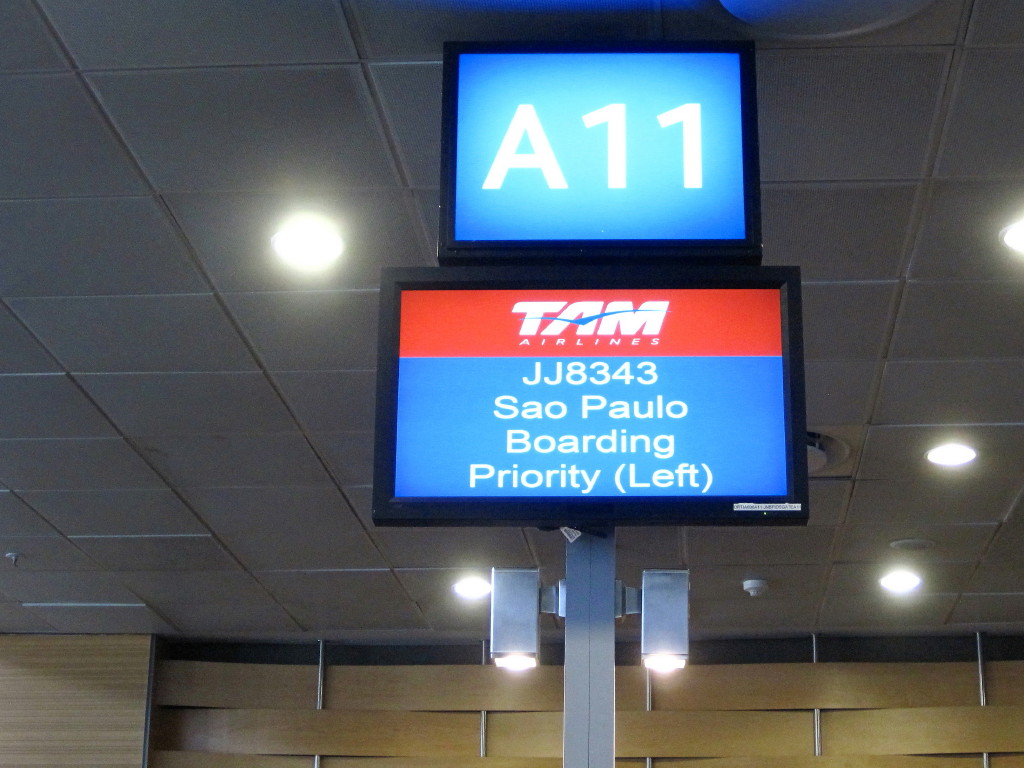 A11
TAM
AIRLINES
JJ8343
Sao Paulo
Boarding
Priority (Left)